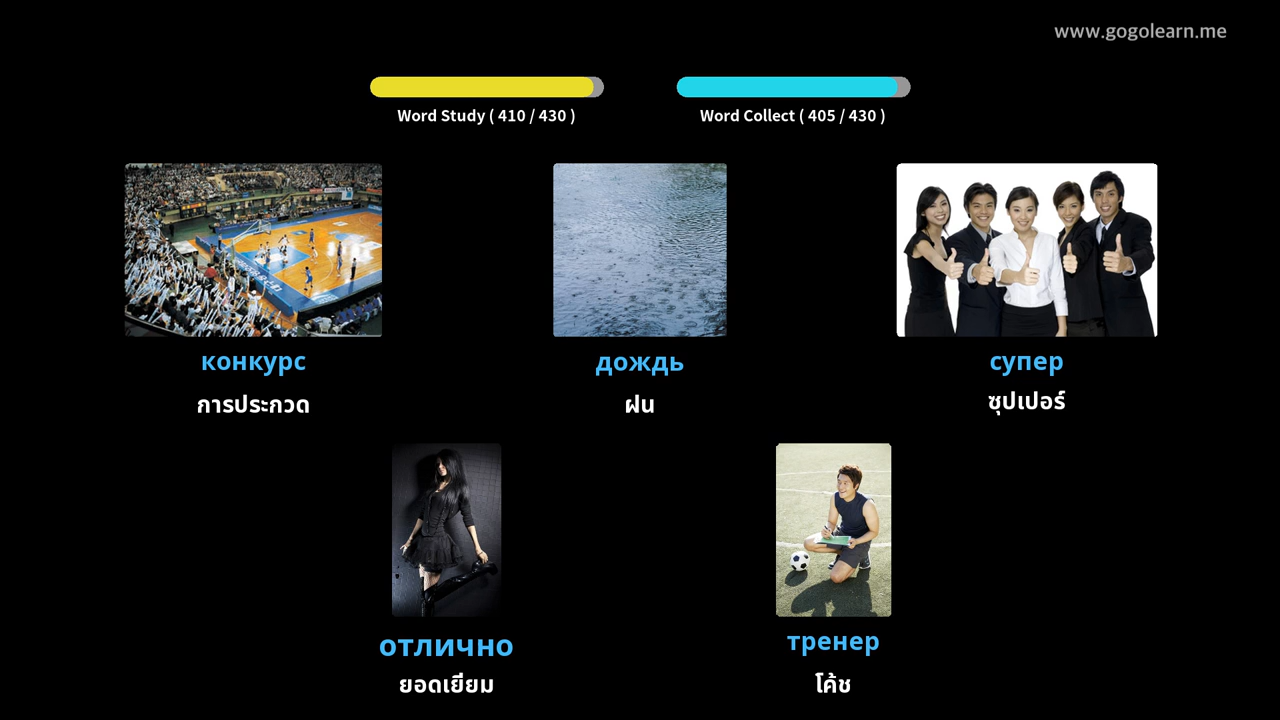 www.gogolearn.me
Word Study ( 410 / 430 )
Word Collect ( 405 / 430 )
конкурс
дождь
супер
การประกวด
ฝน
ซุปเปอร์
отлично
тренер
ยอดเยี่ยม
โค้ช